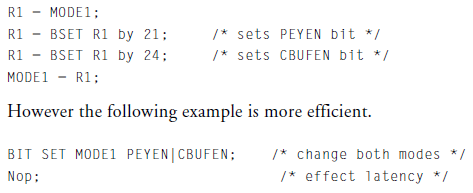 R1 - MODE1;
R1 - BSET R1 by 21; /* sets PEYEN bit */
R1 - BSET R1 by 24; /* sets CBUFEN bit */
MODE1 - R1;
However the following example is more efficient.
BIT SET MODE1 PEYEN|CBUFEN; /* change both modes */
Nop; /* effect latency */